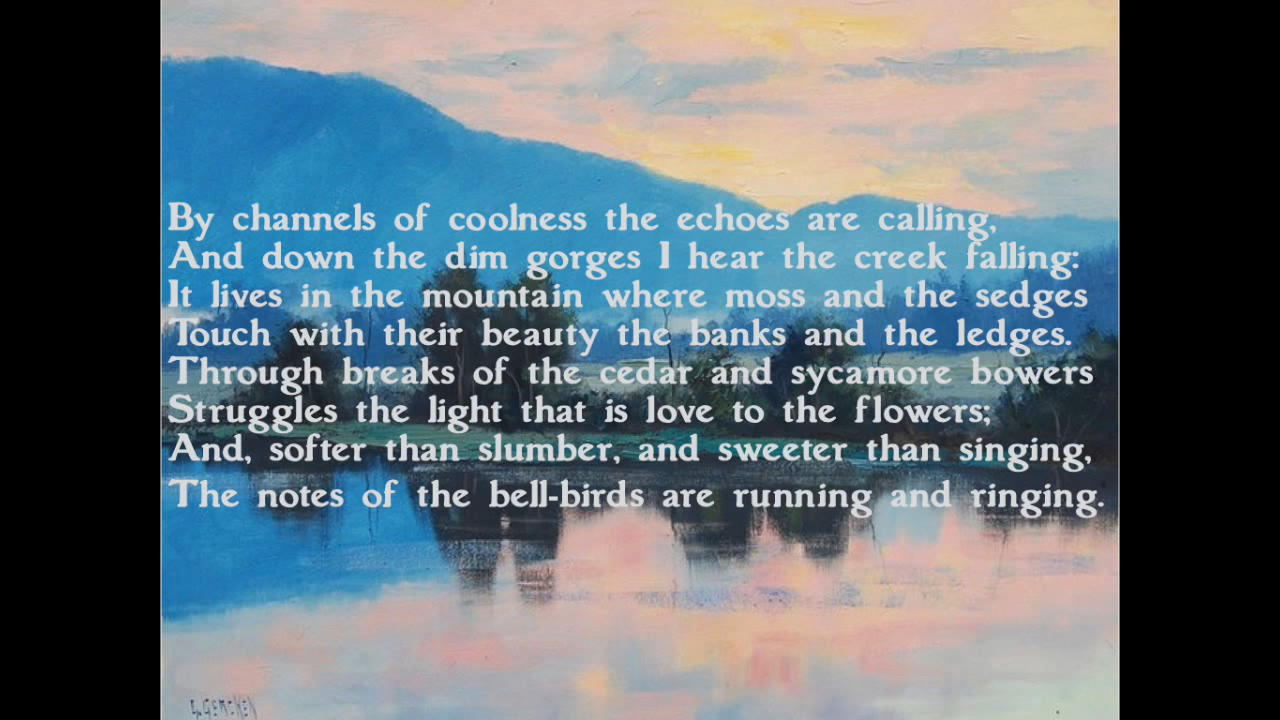 By channels of coolness the echoes are calling,
And down the dim gorges I hear the creek falling:
It lives in the mountain where moss and the sedges
Touch with their beauty the banks and the ledges.
Through breaks of the cedar and sycamore bowers
Struggles the light that is love to the flowers;
And, softer than slumber, and sweeter than singing,
The notes of the bell-birds are running and ringing.